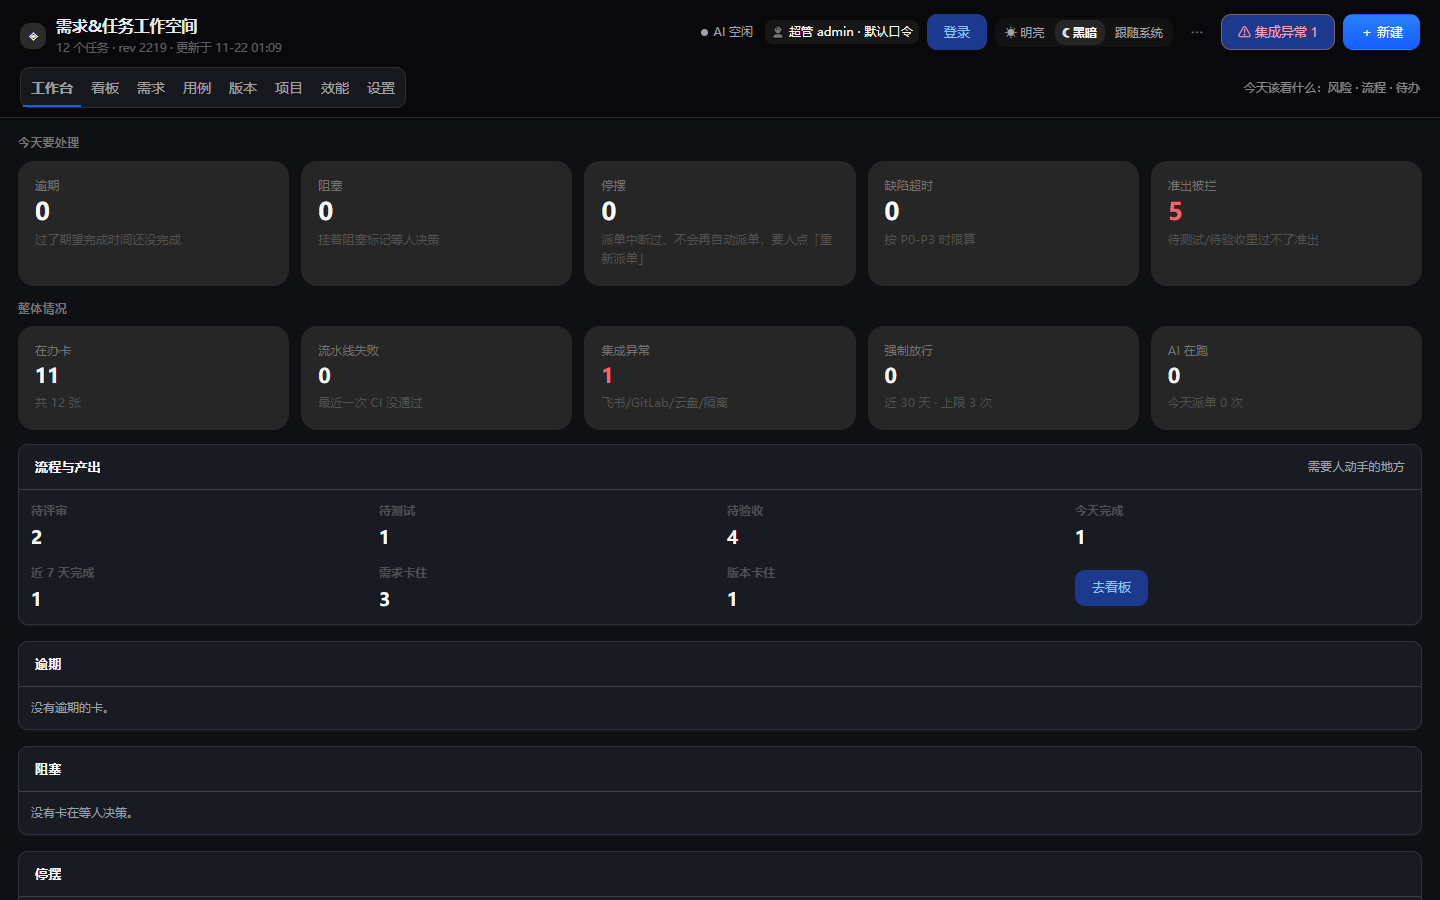 需求&任务工作空间
12 个任务 · rev 2219 · 更新于 11-22 01:09
AI 空闲
超管 admin · 默认口令
登录
明亮
黑暗
跟随系统
···
集成异常 1
+ 新建
工作台
看板
需求
用例
版本
项目
效能
设置
今天该看什么：风险 · 流程 · 待办
今天要处理
逾期
0
过了期望完成时间还没完成
阻塞
0
挂着阻塞标记等人决策
停摆
0
派单中断过、不会再自动派单，要人点「重
新派单」
缺陷超时
0
按 P0-P3 时限算
准出被拦
5
待测试/待验收里过不了准出
整体情况
在办卡
11
共 12 张
流水线失败
0
最近一次 CI 没通过
集成异常
1
飞书/GitLab/云盘/隔离
强制放行
0
近 30 天 · 上限 3 次
AI 在跑
0
今天派单 0 次
流程与产出
需要人动手的地方
待评审
2
待测试
1
待验收
4
今天完成
1
近 7 天完成
1
需求卡住
3
版本卡住
1
去看板
逾期
没有逾期的卡。
阻塞
没有卡在等人决策。
停摆